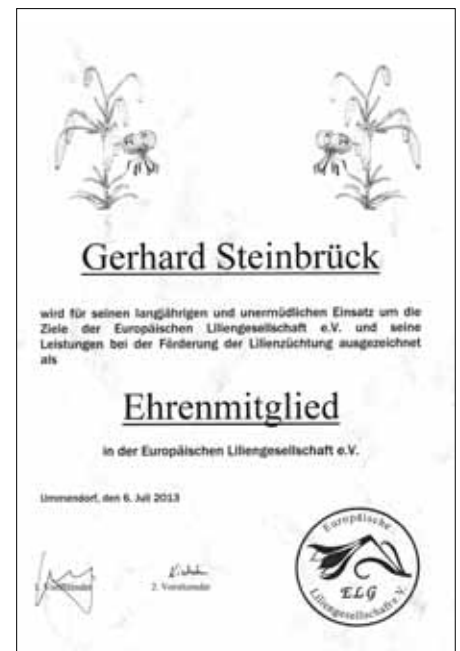 Gerhard Steinbrück
wird für seinen langjährigen und unermüdlichen Einsatz um die
Ziele der Europäischen Liliengesellschaft e.V. und seine
Leistungen bei der Förderung der Lilienzüchtung ausgezeichnet
als
Ehrenmitglied
in der Europäischen Liliengesellschaft e.V.
Ummendorf, den 6. Juli 2013
1. Vorsitzender
2. Vorsitzender
Europäische
ELG
Liliengesellschaft e.V.